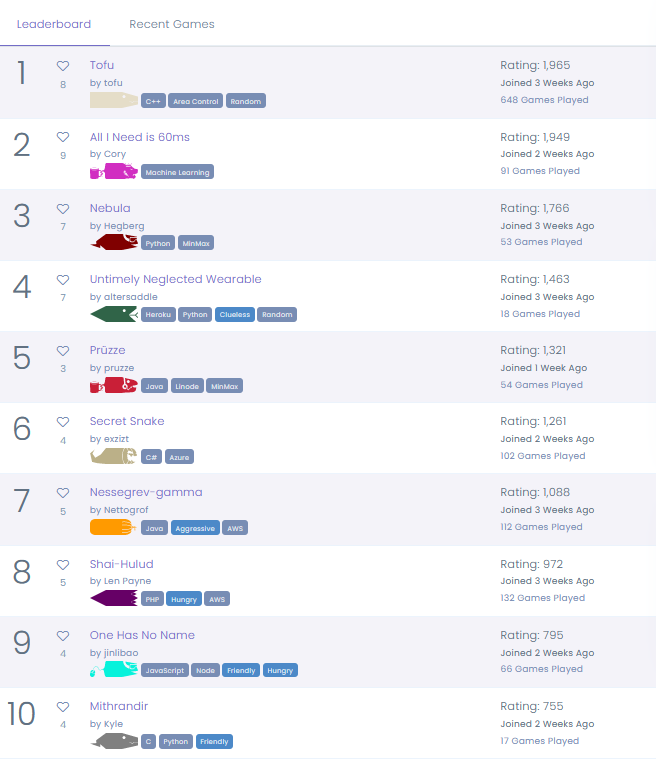 Leaderboard Recent Games
1 Tofu Rating: 1,965
8 by tofu Joined 3 Weeks Ago
C++ Area Control Random 648 Games Played
2 All I Need is 60ms Rating: 1,949
9 by Cory Joined 2 Weeks Ago
Machine Learning 91 Games Played
3 Nebula Rating: 1,766
7 by Hegberg Joined 3 Weeks Ago
Python MinMax 53 Games Played
4 Untimely Neglected Wearable Rating: 1,463
7 by altersaddle Joined 3 Weeks Ago
Heroku Python Clueless Random 18 Games Played
5 Prüzze Rating: 1,321
3 by pruzze Joined 1 Week Ago
Java Linode MinMax 54 Games Played
6 Secret Snake Rating: 1,261
4 by exzizt Joined 2 Weeks Ago
C# Azure 102 Games Played
7 Nessegrev-gamma Rating: 1,088
5 by Nettogrof Joined 3 Weeks Ago
Java Aggressive AWS 112 Games Played
8 Shai-Hulud Rating: 972
5 by Len Payne Joined 3 Weeks Ago
PHP Hungry AWS 132 Games Played
9 One Has No Name Rating: 795
4 by jinlibao Joined 2 Weeks Ago
JavaScript Node Friendly Hungry 66 Games Played
10 Mithrandir Rating: 755
4 by Kyle Joined 2 Weeks Ago
C Python Friendly 17 Games Played